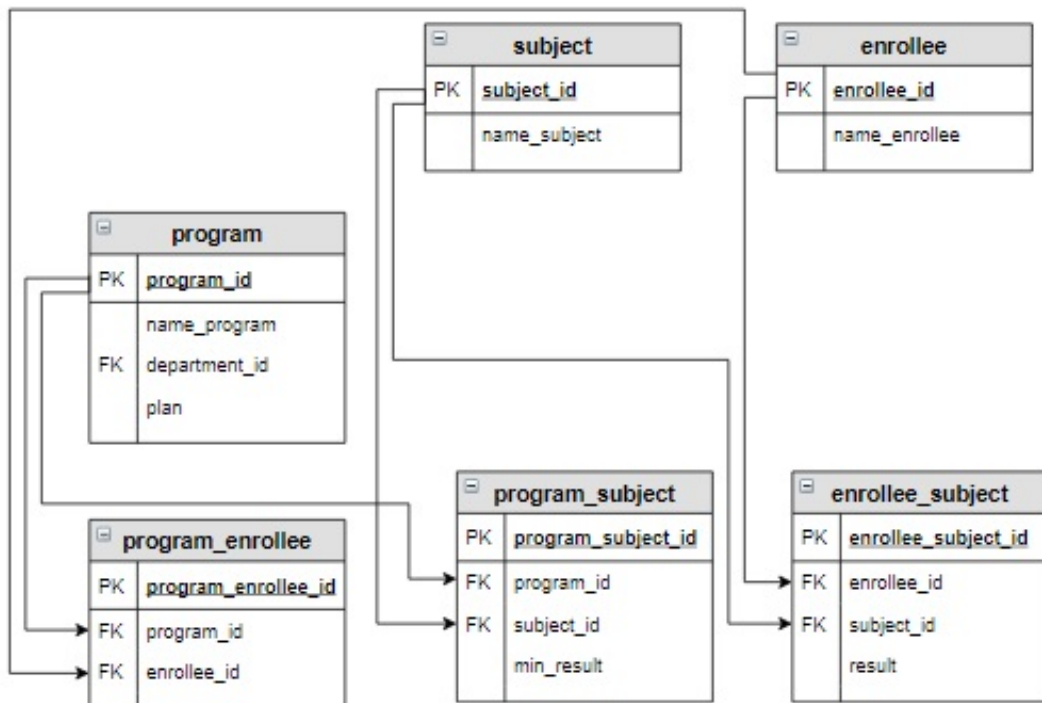 subject
PK subject_id
name_subject
enrollee
PK enrollee_id
name_enrollee
program
PK program_id
name_program
FK department_id
plan
program_enrollee
PK program_enrollee_id
FK program_id
FK enrollee_id
program_subject
PK program_subject_id
FK program_id
FK subject_id
min_result
enrollee_subject
PK enrollee_subject_id
FK enrollee_id
FK subject_id
result